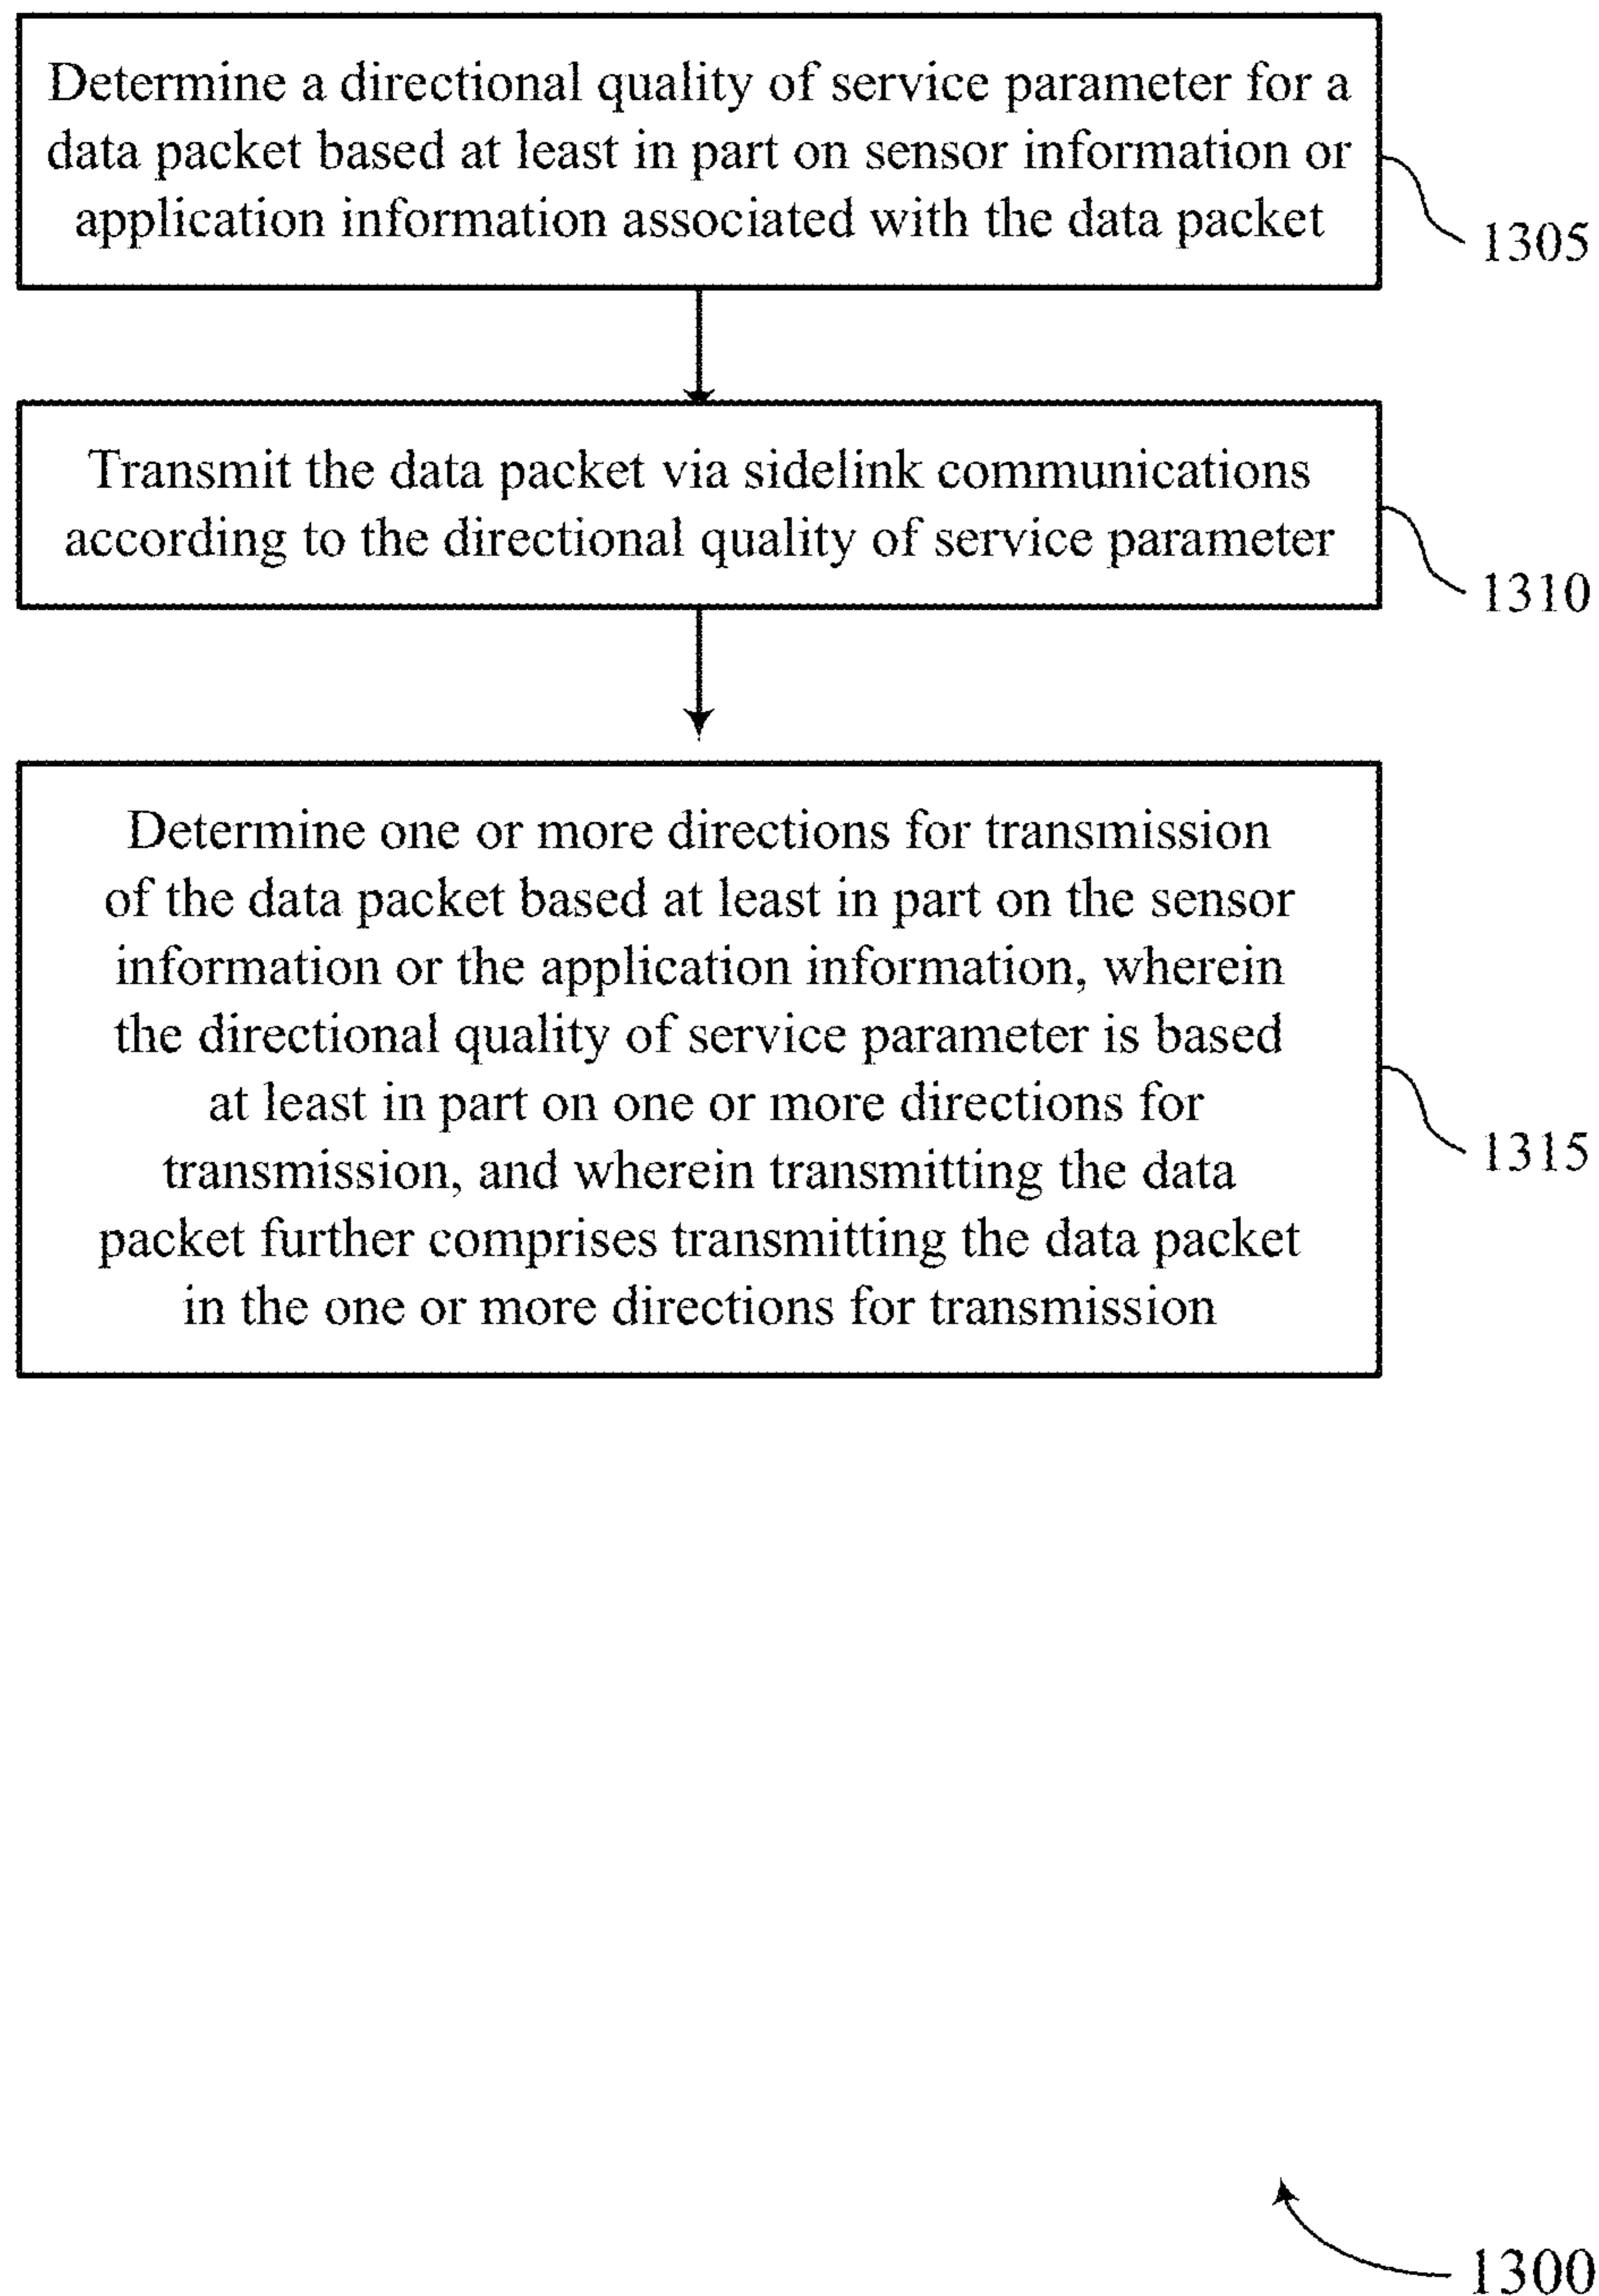 Determine a directional quality of service parameter for a
data packet based at least in part on sensor information or
application information associated with the data packet
1305
Transmit the data packet via sidelink communications
according to the directional quality of service parameter
1310
Determine one or more directions for transmission
of the data packet based at least in part on the sensor
information or the application information, wherein
the directional quality of service parameter is based
at least in part on one or more directions for
transmission, and wherein transmitting the data
packet further comprises transmitting the data packet
in the one or more directions for transmission
1315
1300